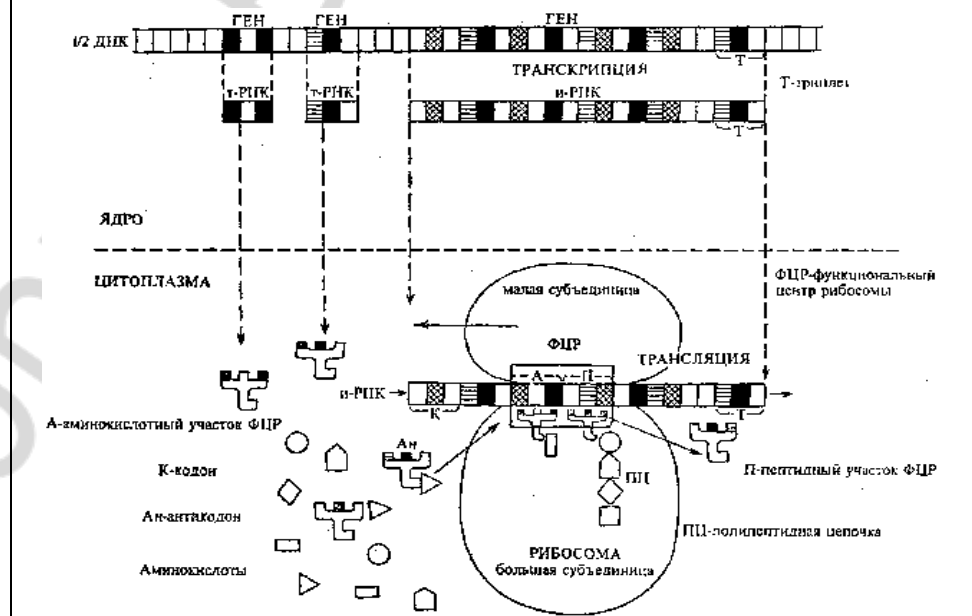 ГЕН ГЕН ГЕН
1/2 ДНК
ТРАНСКРИПЦИЯ
Т
Т-триплет
т-РНК т-РНК и-РНК
Т
ЯДРО
ЦИТОПЛАЗМА
малая субъединица
ФЦР-функциональный
центр рибосомы
ФЦР
ТРАНСЛЯЦИЯ
А П
и-РНК
К Т
А-аминокислотный участок ФЦР
Ан
К-кодон
П-пептидный участок ФЦР
ПЦ
Ан-антикодон
ПЦ-полипептидная цепочка
РИБОСОМА
Аминокислоты
большая субъединица